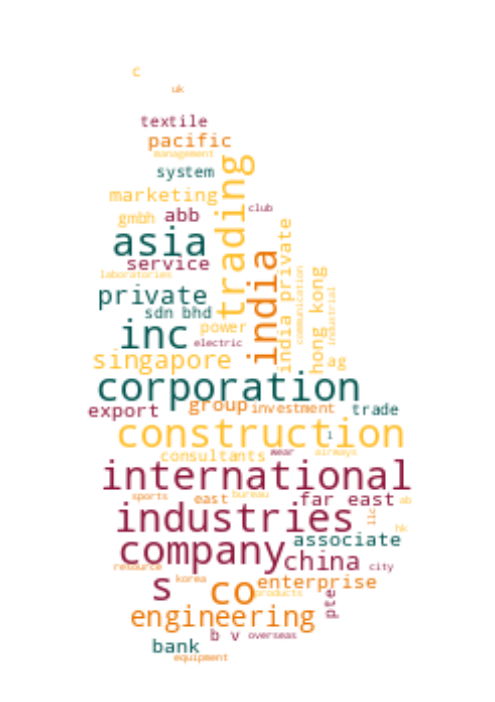 c
uk
textile
pacific
management
system
trading
marketing
club
gmbh
abb
asia
india private
service
india
hong kong
communication
laboratories
private
industrial
sdn bhd
inc
power
electric
singapore
ag
corporation
export
group
investment
trade
construction
1
consultants
wear
airways
international
sports
east
bureau
far east
ab
industries
llc
hk
associate
company
china
resource
city
korea
enterprise
s
co
products
pte
engineering
b v
overseas
bank
equipment